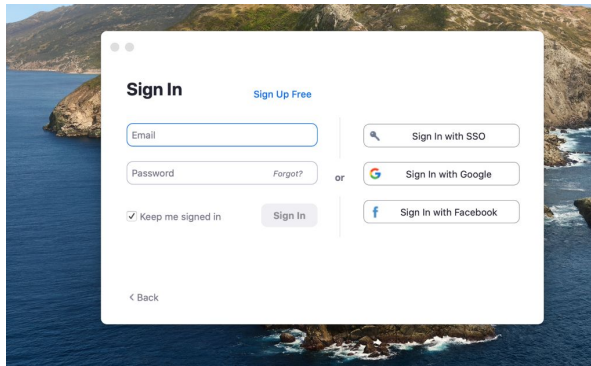 Sign In
Sign Up Free
Email
Password
Forgot?
Keep me signed in
Sign In
or
Sign In with SSO
Sign In with Google
Sign In with Facebook
Back